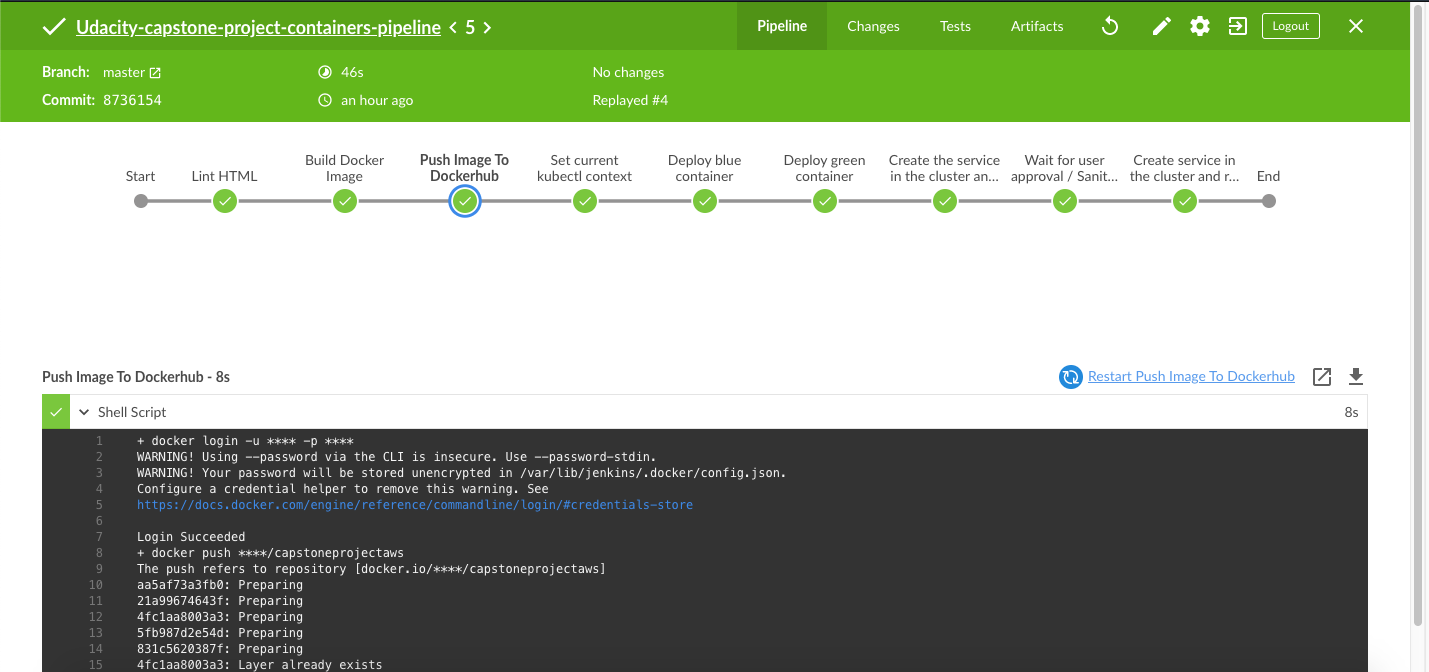 Udacity-capstone-project-containers-pipeline < 5 >
Pipeline
Changes
Tests
Artifacts
Logout
Branch: master
46s
No changes
Commit: 8736154
an hour ago
Replayed #4
Start
Lint HTML
Build Docker
Image
Push Image To
Dockerhub
Set current
kubectl context
Deploy blue
container
Deploy green
container
Create the service
in the cluster an...
Wait for user
approval / Sanit...
Create service in
the cluster and r...
End
Push Image To Dockerhub - 8s
Restart Push Image To Dockerhub
Shell Script
8s
1 + docker login -u **** -p ****
2 WARNING! Using --password via the CLI is insecure. Use --password-stdin.
3 WARNING! Your password will be stored unencrypted in /var/lib/jenkins/.docker/config.json.
4 Configure a credential helper to remove this warning. See
5 https://docs.docker.com/engine/reference/commandline/login/#credentials-store
6
7 Login Succeeded
8 + docker push ****/capstoneprojectaws
9 The push refers to repository [docker.io/****/capstoneprojectaws]
10 aa5af73a3fb0: Preparing
11 21a99674643f: Preparing
12 4fc1aa8003a3: Preparing
13 5fb987d2e54d: Preparing
14 831c5620387f: Preparing
15 4fc1aa8003a3: Layer already exists